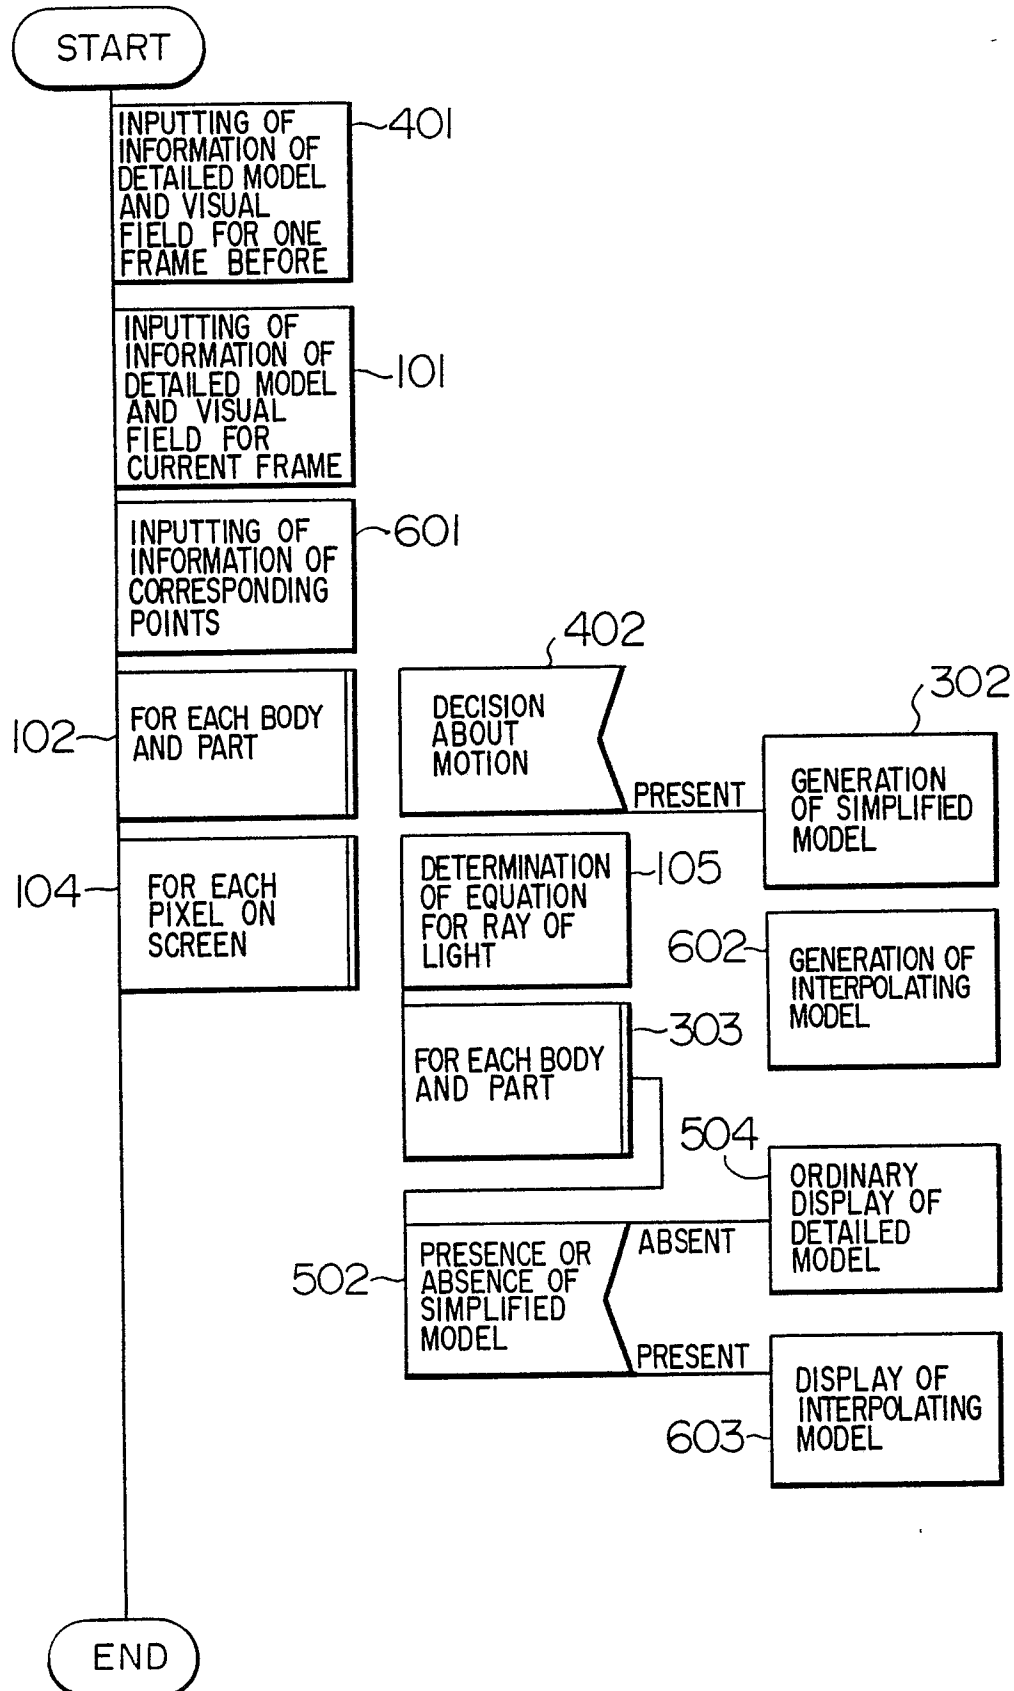 START
INPUTTING OF
INFORMATION OF
DETAILED MODEL
AND VISUAL
FIELD FOR ONE
FRAME BEFORE
401
INPUTTING OF
INFORMATION OF
DETAILED MODEL
AND VISUAL
FIELD FOR
CURRENT FRAME
101
INPUTTING OF
INFORMATION OF
CORRESPONDING
POINTS
601
102
FOR EACH BODY
AND PART
402
DECISION
ABOUT
MOTION
PRESENT
302
GENERATION
OF SIMPLIFIED
MODEL
104
FOR EACH
PIXEL ON
SCREEN
DETERMINATION
OF EQUATION
FOR RAY OF
LIGHT
105
602
GENERATION OF
INTERPOLATING
MODEL
FOR EACH BODY
AND PART
303
504
ORDINARY
DISPLAY OF
DETAILED
MODEL
502
PRESENCE OR
ABSENCE OF
SIMPLIFIED
MODEL
ABSENT
PRESENT
603
DISPLAY OF
INTERPOLATING
MODEL
END